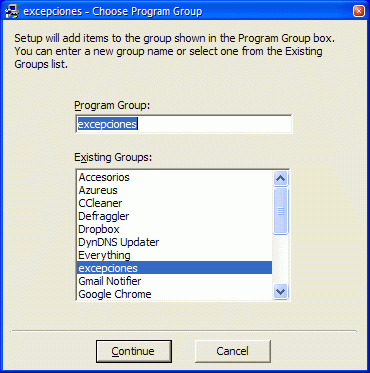 excepciones - Choose Program Group
Setup will add items to the group shown in the Program Group box.
You can enter a new group name or select one from the Existing
Groups list.
Program Group:
excepciones
Existing Groups:
Accesorios
Azureus
CCleaner
Defraggler
Dropbox
DynDNS Updater
Everything
excepciones
Gmail Notifier
Google Chrome
Continue
Cancel